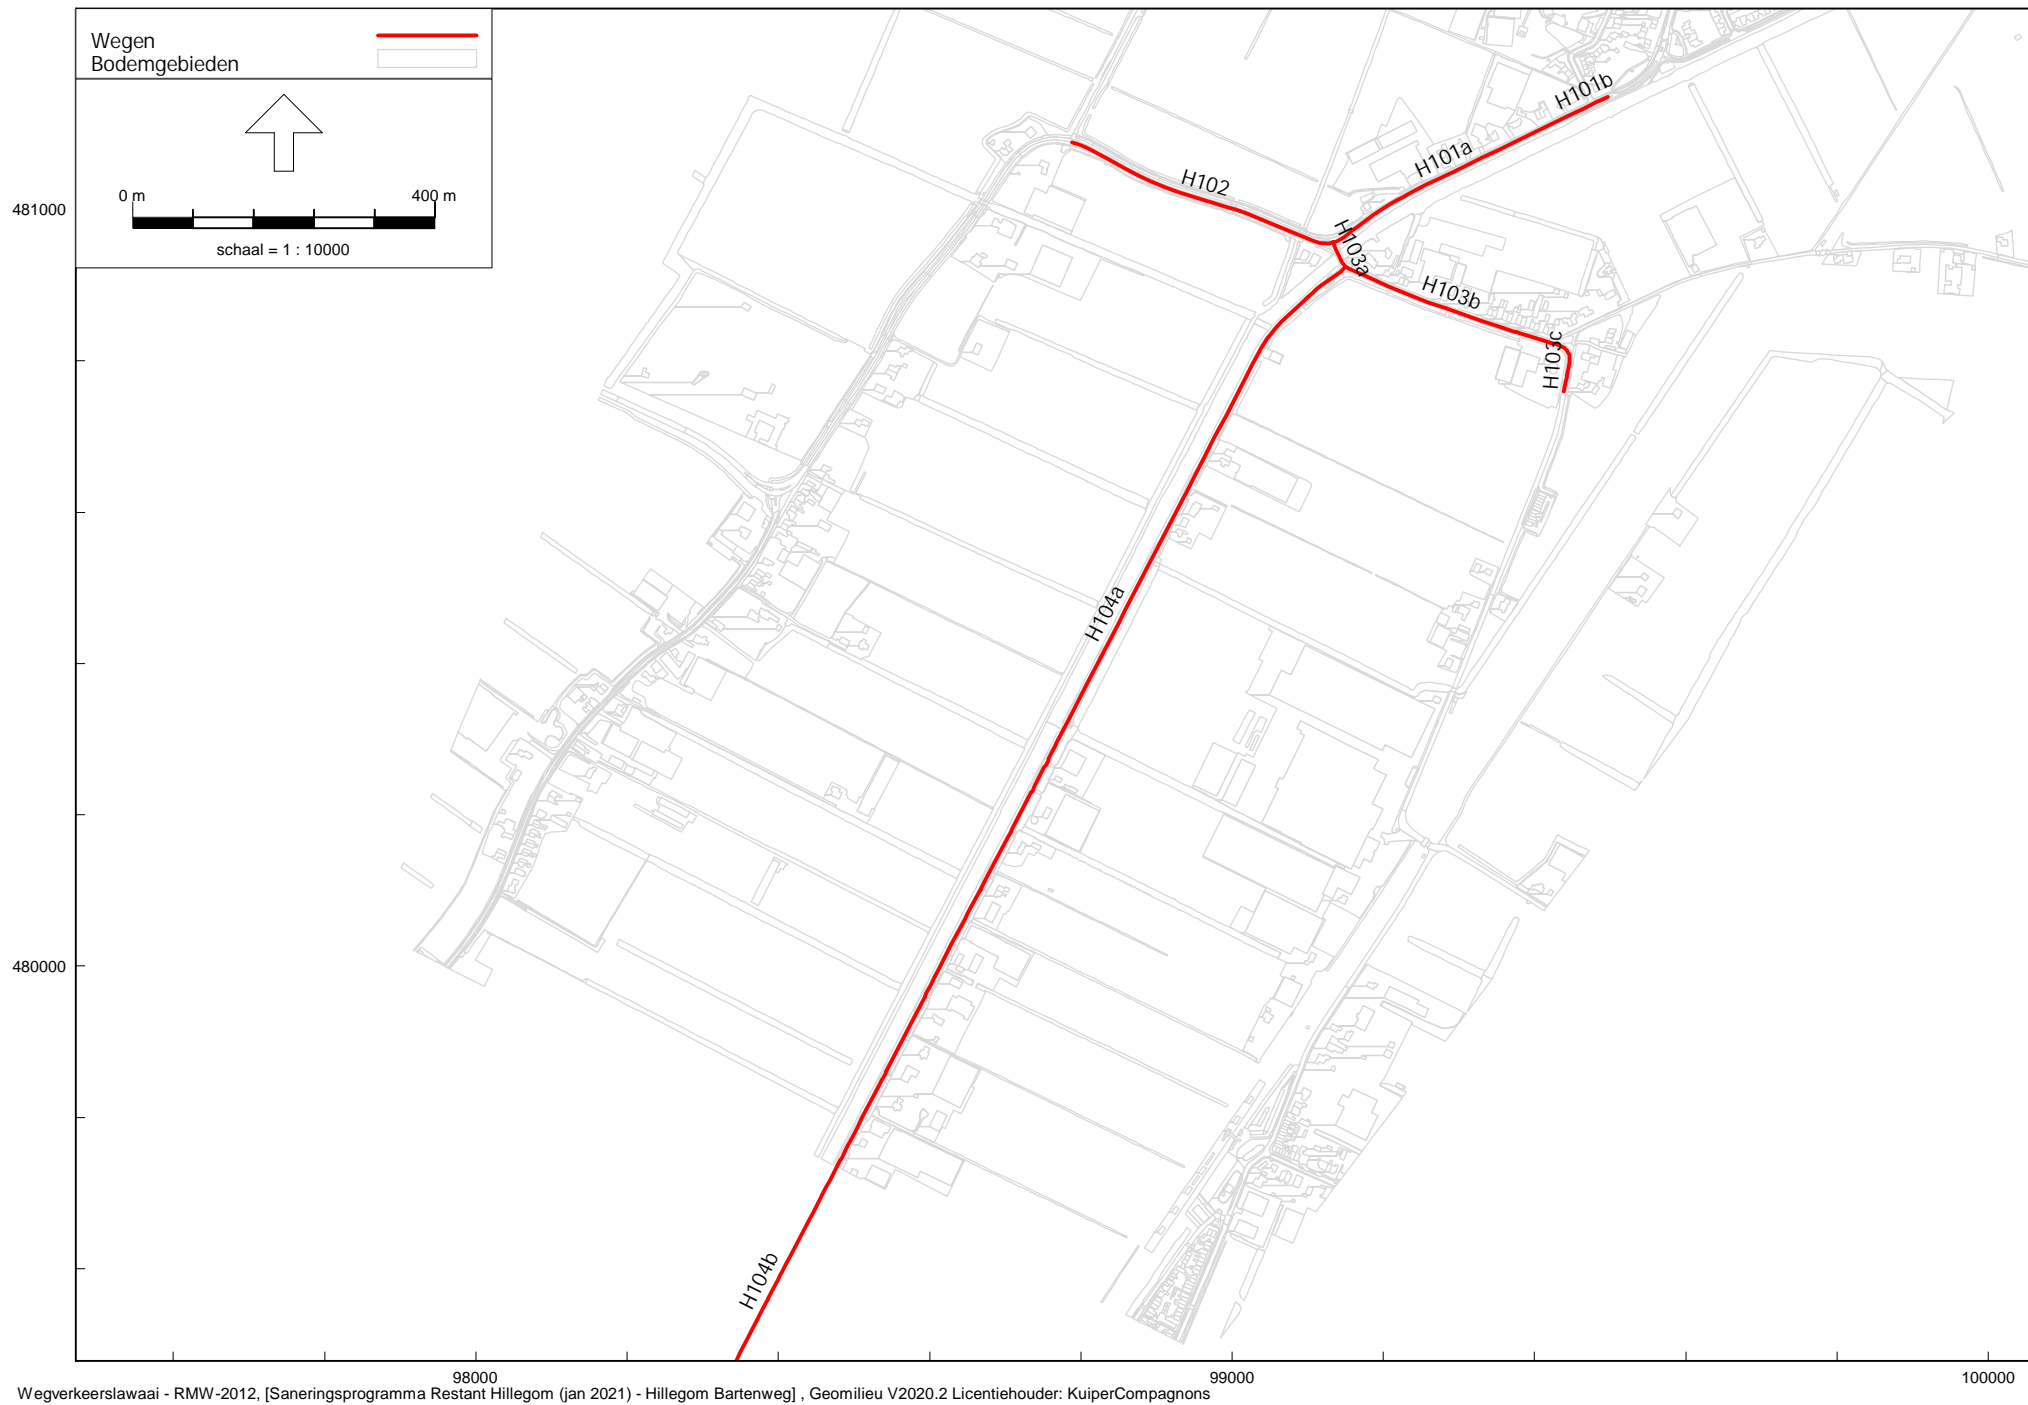 Wegen
Bodemgebieden
0 m 400 m
schaal = 1 : 10000
481000
480000
98000 99000 100000
H101b
H101a
H102
H103a
H103b
H103c
H104a
H104b
Wegverkeerslawaai - RMW-2012, [Saneringsprogramma Restant Hillegom (jan 2021) - Hillegom Bartenweg] , Geomilieu V2020.2 Licentiehouder: KuiperCompagnons